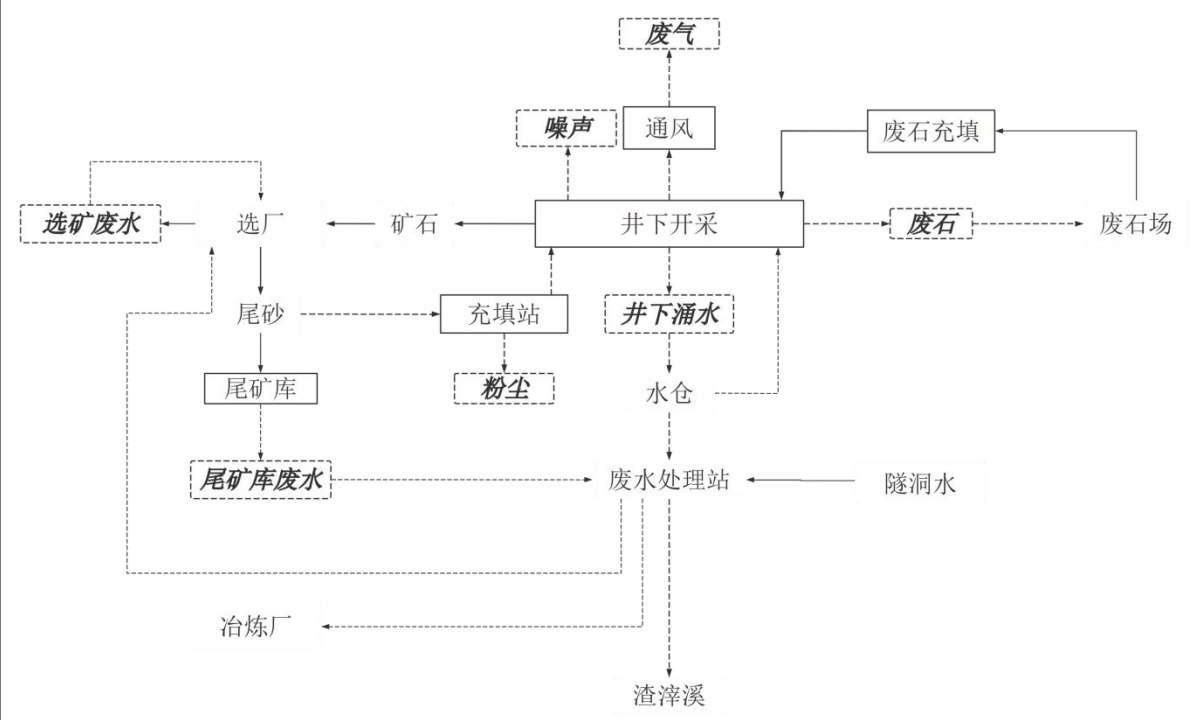 废气
噪声
通风
废石充填
选矿废水
选厂
矿石
井下开采
废石
废石场
尾砂
充填站
井下涌水
尾矿库
粉尘
水仓
尾矿库废水
废水处理站
隧洞水
冶炼厂
渣滓溪